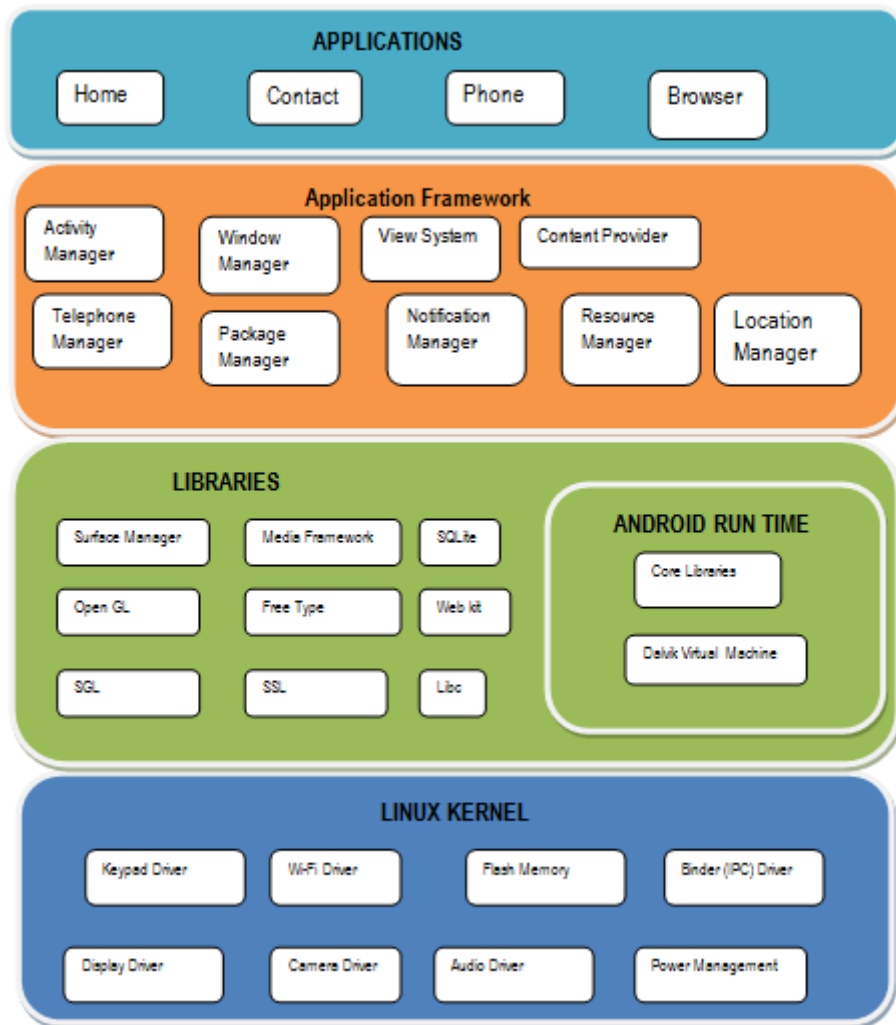 APPLICATIONS
Home
Contact
Phone
Browser
Application Framework
Activity
Manager
Window
Manager
View System
Content Provider
Telephone
Manager
Package
Manager
Notification
Manager
Resource
Manager
Location
Manager
LIBRARIES
Surface Manager
Media Framework
SQLite
Open GL
Free Type
Web kit
SGL
SSL
Libc
ANDROID RUN TIME
Core Libraries
Dalvik Virtual Machine
LINUX KERNEL
Keypad Driver
Wi-Fi Driver
Flash Memory
Binder (IPC) Driver
Display Driver
Camera Driver
Audio Driver
Power Management